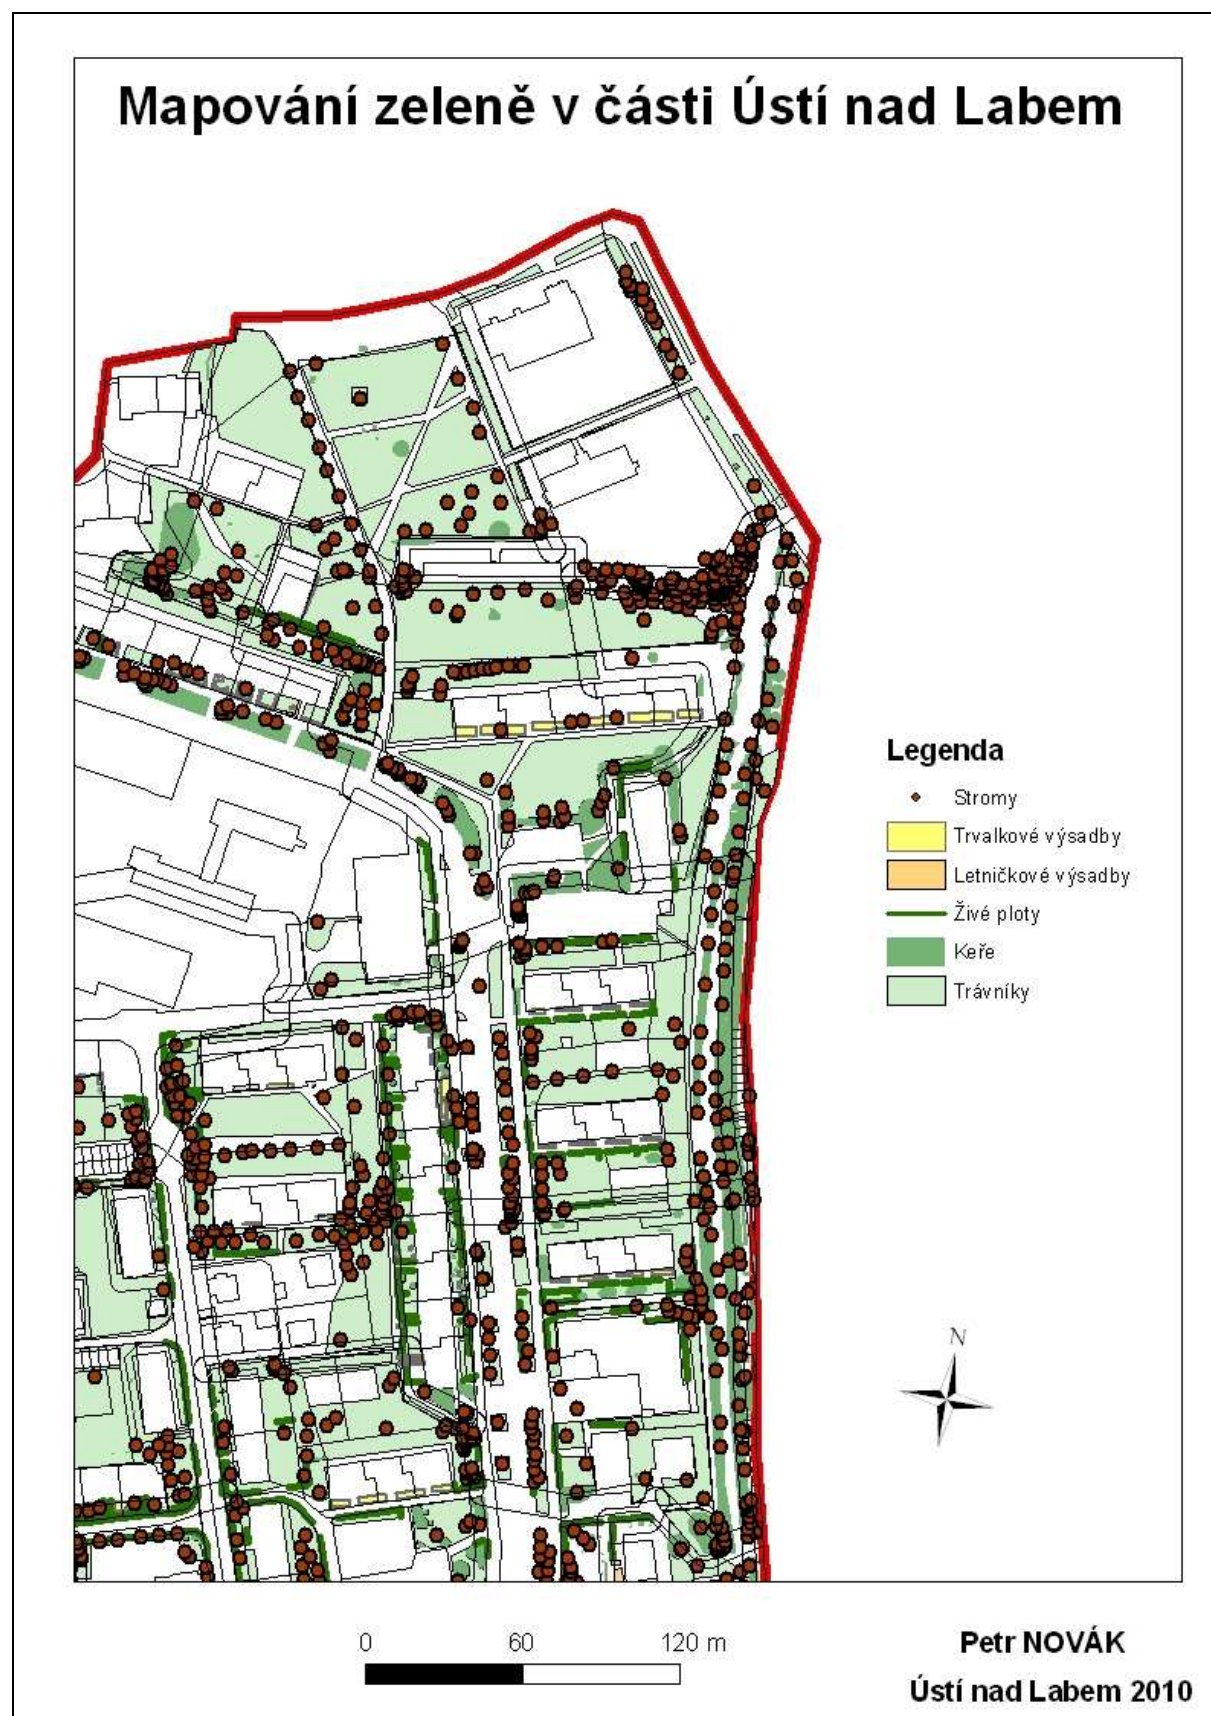 Mapování zeleně v části Ústí nad Labem
Legenda
Stromy
Trvalkové výsadby
Letničkové výsadby
Živé ploty
Keře
Trávníky
N
0 60 120 m
Petr NOVÁK
Ústí nad Labem 2010